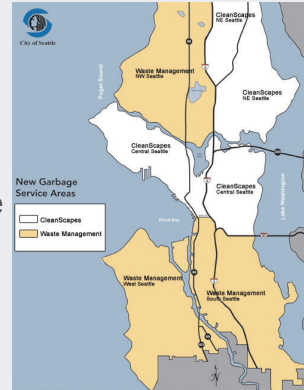 City of Seattle
CleanScapes
NE Seattle
Waste Management
NW Seattle
Puget Sound
CleanScapes
NE Seattle
CleanScapes
Central Seattle
CleanScapes
Central Seattle
Lake Washington
New Garbage
Service Areas
Elliott Bay
CleanScapes
Waste Management
Waste Management
West Seattle
Waste Management
South Seattle
N